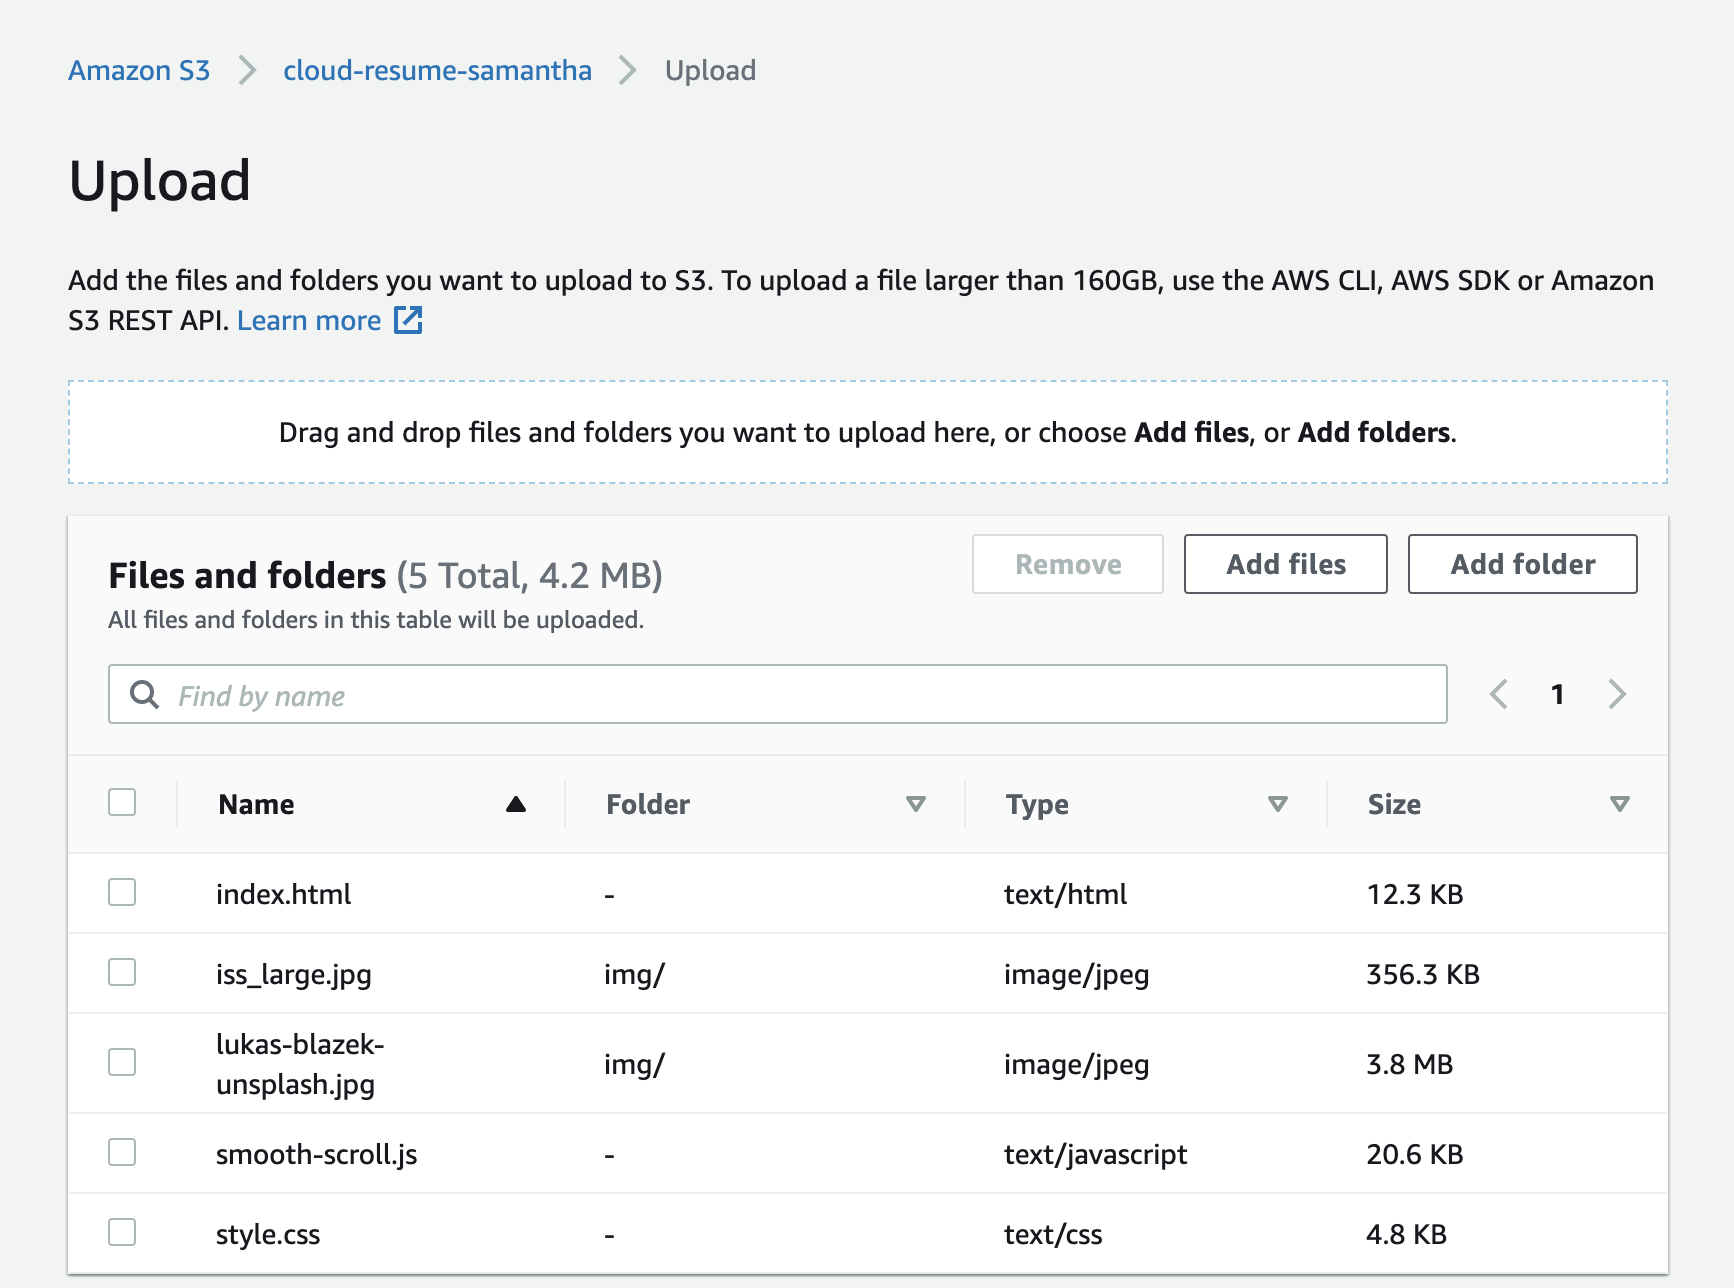 Amazon S3 > cloud-resume-samantha > Upload
Upload
Add the files and folders you want to upload to S3. To upload a file larger than 160GB, use the AWS CLI, AWS SDK or Amazon
S3 REST API. Learn more
Drag and drop files and folders you want to upload here, or choose Add files, or Add folders.
Files and folders (5 Total, 4.2 MB)
All files and folders in this table will be uploaded.
Remove Add files Add folder
Find by name
1
Name Folder Type Size
index.html - text/html 12.3 KB
iss_large.jpg img/ image/jpeg 356.3 KB
lukas-blazek-
unsplash.jpg img/ image/jpeg 3.8 MB
smooth-scroll.js - text/javascript 20.6 KB
style.css - text/css 4.8 KB